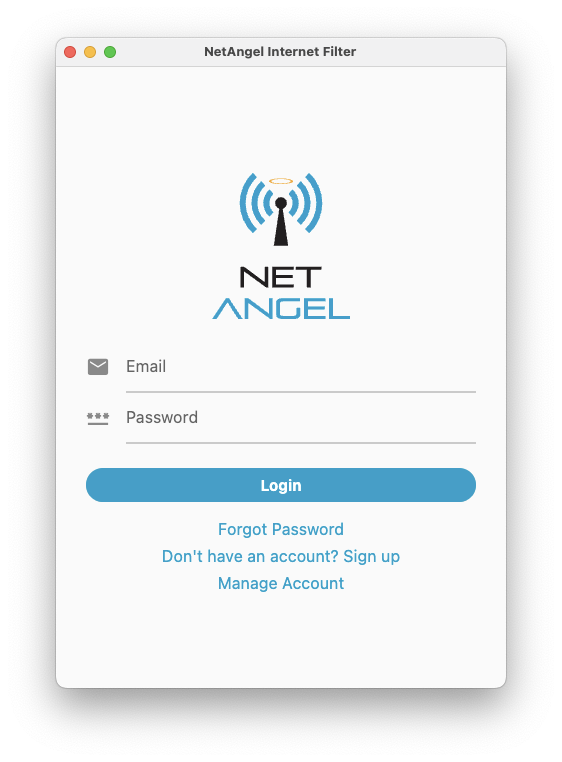 NetAngel Internet Filter
NET
ANGEL
Email
Password
Login
Forgot Password
Don't have an account? Sign up
Manage Account